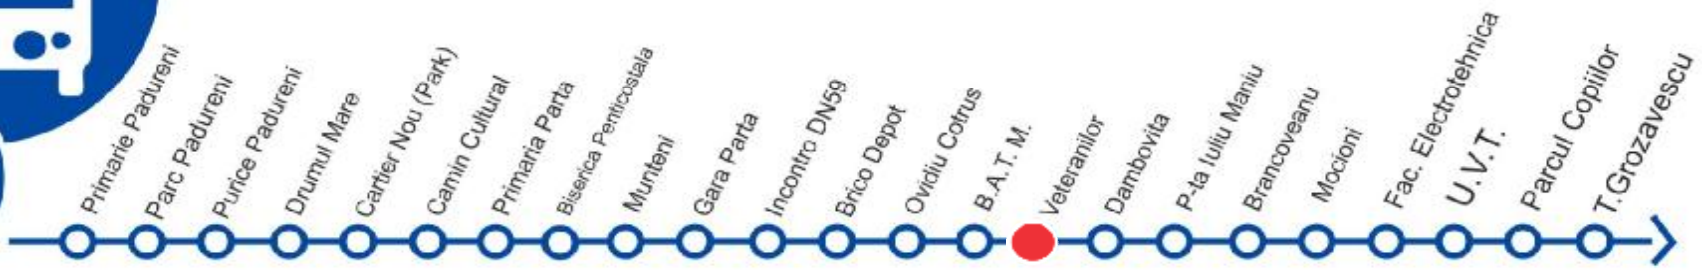 Primarie Padureni
Parc Padureni
Purice Padureni
Drumul Mare
Cartier Nou (Park)
Camin Cultural
Primaria Parta
Biserica Penticostala
Munteni
Gara Parta
Incontro DN59
Brico Depot
Ovidiu Cotrus
B.A.T. M.
Veteranilor
Dambovita
P-ta Iuliu Maniu
Brancoveanu
Mocioni
Fac. Electrotehnica
U.V.T.
Parcul Copiilor
T.Grozavescu